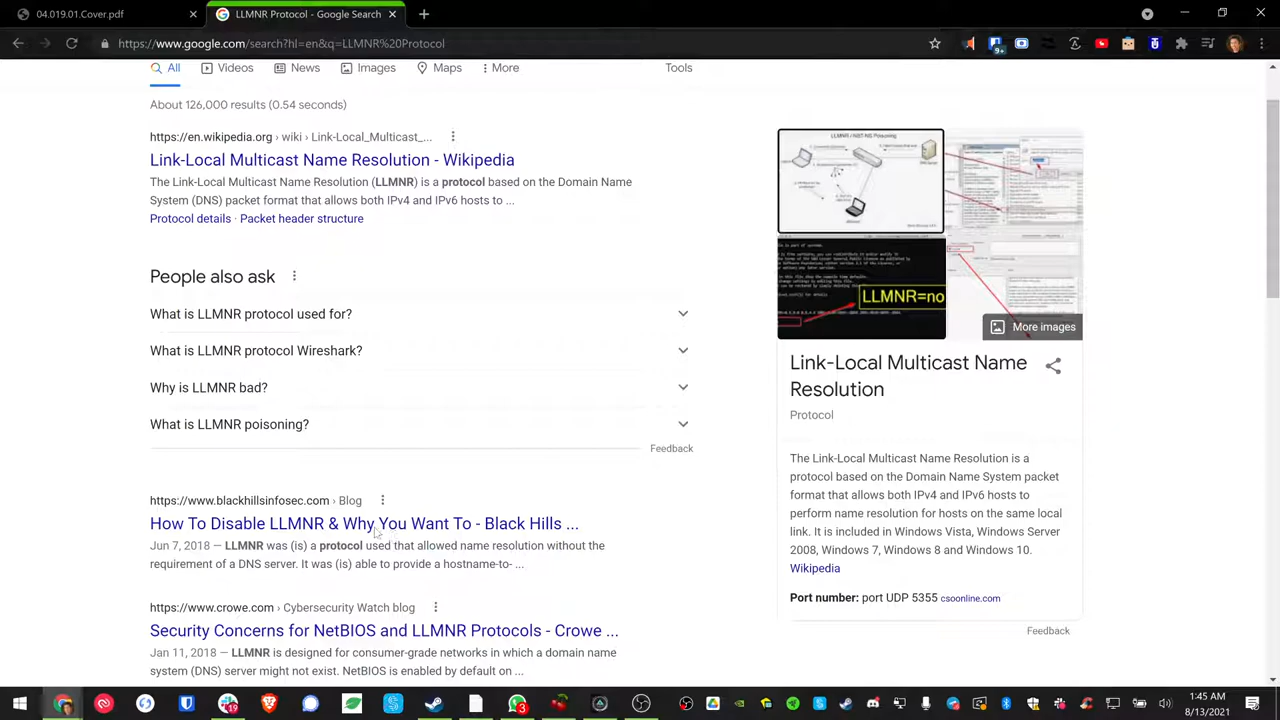 04.019.01.Cover.pdf
LLMNR Protocol - Google Search
https://www.google.com/search?hl=en&q=LLMNR%20Protocol
9+
All
Videos
News
Images
Maps
More
Tools
About 126,000 results (0.54 seconds)
https://en.wikipedia.org › wiki › Link-Local_Multicast_...
Link-Local Multicast Name Resolution - Wikipedia
The Link-Local Multicast Name Resolution (LLMNR) is a protocol based on the Domain Name
System (DNS) packet format that allows both IPv4 and IPv6 hosts to ...
Protocol details · Packet header structure
People also ask
What is LLMNR protocol used for?
What is LLMNR protocol Wireshark?
Why is LLMNR bad?
What is LLMNR poisoning?
Feedback
https://www.blackhillsinfosec.com › Blog
How To Disable LLMNR & Why You Want To - Black Hills ...
Jun 7, 2018 — LLMNR was (is) a protocol used that allowed name resolution without the
requirement of a DNS server. It was (is) able to provide a hostname-to- ...
https://www.crowe.com › Cybersecurity Watch blog
Security Concerns for NetBIOS and LLMNR Protocols - Crowe ...
Jan 11, 2018 — LLMNR is designed for consumer-grade networks in which a domain name
system (DNS) server might not exist. NetBIOS is enabled by default on ...
LLMNR / NBT-NS Poisoning
LLMNR=no
More images
Link-Local Multicast Name
Resolution
Protocol
The Link-Local Multicast Name Resolution is a
protocol based on the Domain Name System packet
format that allows both IPv4 and IPv6 hosts to
perform name resolution for hosts on the same local
link. It is included in Windows Vista, Windows Server
2008, Windows 7, Windows 8 and Windows 10.
Wikipedia
Port number: port UDP 5355 csoonline.com
Feedback
19
3
1:45 AM
8/13/2021